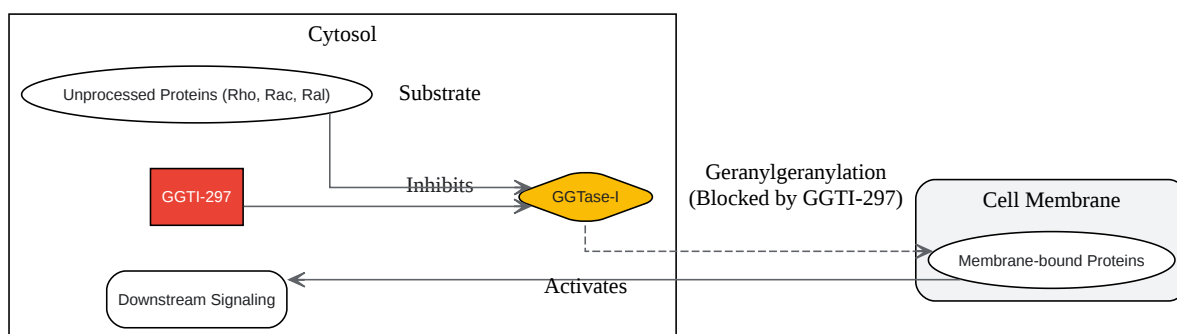 Cytosol
Unprocessed Proteins (Rho, Rac, Ral)
Substrate
GGTI-297
Inhibits
GGTase-I
Geranylgeranylation
(Blocked by GGTI-297)
Cell Membrane
Membrane-bound Proteins
Activates
Downstream Signaling